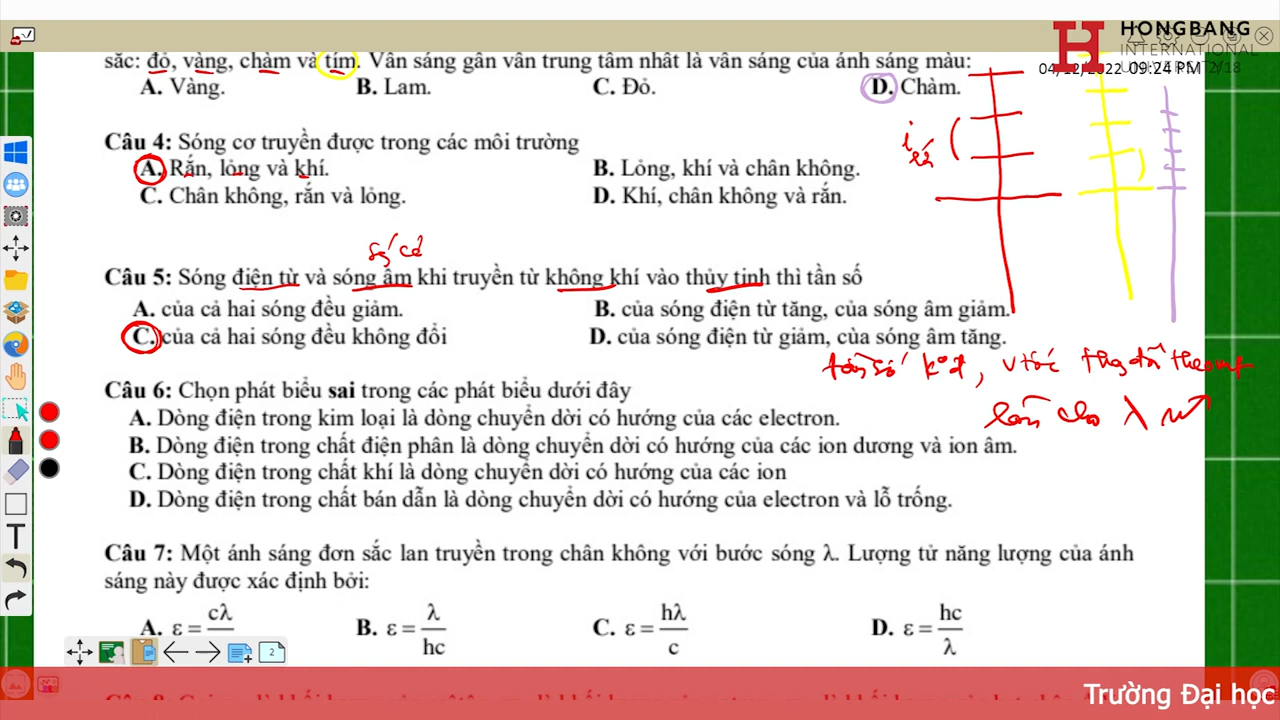 HONGBANG
INTERNATIONAL
UNIVERSITY
04/12/2022 09:24 PM 2/18
sắc: đỏ, vàng, chàm và tím. Vân sáng gần vân trung tâm nhất là vân sáng của ánh sáng màu:
A. Vàng. B. Lam. C. Đỏ. D. Chàm.
Câu 4: Sóng cơ truyền được trong các môi trường
A. Rắn, lỏng và khí. B. Lỏng, khí và chân không.
C. Chân không, rắn và lỏng. D. Khí, chân không và rắn.
Câu 5: Sóng điện từ và sóng âm khi truyền từ không khí vào thủy tinh thì tần số
A. của cả hai sóng đều giảm. B. của sóng điện từ tăng, của sóng âm giảm.
C. của cả hai sóng đều không đổi D. của sóng điện từ giảm, của sóng âm tăng.
tần số kođ, v tốc
cho λ
Câu 6: Chọn phát biểu sai trong các phát biểu dưới đây
A. Dòng điện trong kim loại là dòng chuyển dời có hướng của các electron.
B. Dòng điện trong chất điện phân là dòng chuyển dời có hướng của các ion dương và ion âm.
C. Dòng điện trong chất khí là dòng chuyển dời có hướng của các ion
D. Dòng điện trong chất bán dẫn là dòng chuyển dời có hướng của electron và lỗ trống.
Câu 7: Một ánh sáng đơn sắc lan truyền trong chân không với bước sóng λ. Lượng tử năng lượng của ánh
sáng này được xác định bởi:
A. ε = cλ B. ε = λ/hc C. ε = hλ/c D. ε = hc/λ
2
Trường Đại học